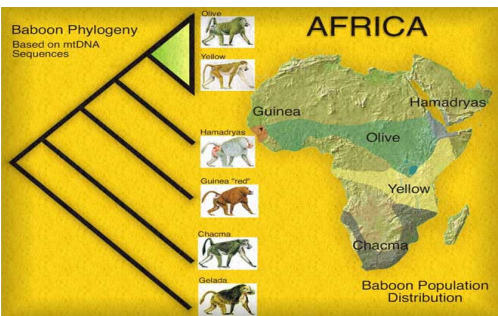 Baboon Phylogeny
Based on mtDNA
Sequences
Olive
Yellow
Hamadryas
Guinea "red"
Chacma
Gelada
AFRICA
Guinea
Hamadryas
Olive
Yellow
Chacma
Baboon Population
Distribution